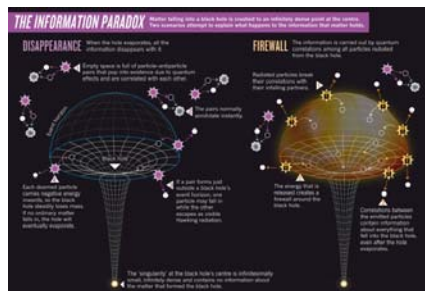 THE INFORMATION PARADOX
Matter falling into a black hole is crushed to an infinitely dense point at the centre.
Two scenarios attempt to explain what happens to the information that matter holds.
DISAPPEARANCE
When the hole evaporates, all the
information disappears with it
Empty space is full of particle-antiparticle
pairs that pop into existence due to quantum
effects and are correlated with each other.
The pairs normally
annihilate instantly.
Event horizon
Black hole
Each doomed particle
carries negative energy
inwards, so the black
hole steadily loses mass.
If no ordinary matter
falls in, the hole will
eventually evaporate.
If a pair forms just
outside a black hole's
event horizon, one
particle may fall in
while the other
escapes as visible
Hawking radiation.
The 'singularity' at the black hole's centre is infinitesimally
small, infinitely dense and contains no information about
the matter that formed the black hole.
FIREWALL
The information is carried out by quantum
correlations among all particles radiated
from the black hole.
Radiated particles break
their correlations with
their infalling partners.
The energy that is
released creates a
firewall around the
black hole.
Correlations between
the emitted particles
contain information
about everything that
fell into the black hole,
even after the hole
evaporates.